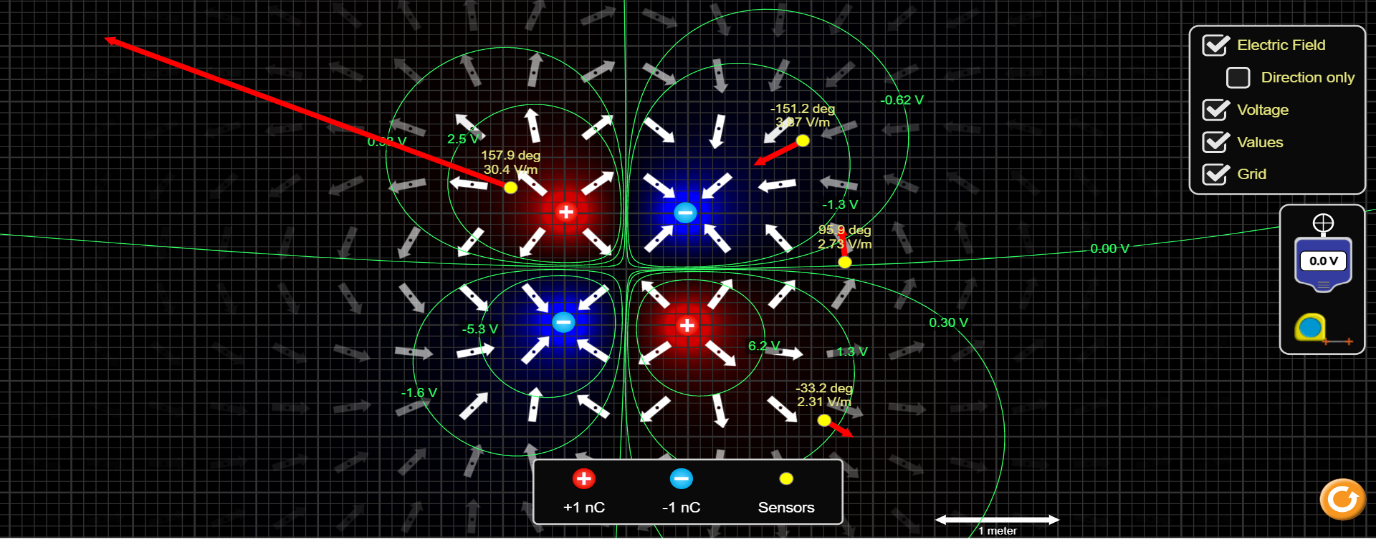 Electric Field
Direction only
Voltage
Values
Grid
-0.62 V
-151.2 deg
3.87 V/m
2.5 V
157.9 deg
30.4 V/m
-1.3 V
95.9 deg
2.73 V/m
0.00 V
0.0 V
0.30 V
-5.3 V
6.2 V
1.3 V
-33.2 deg
2.31 V/m
-1.6 V
+1 nC
-1 nC
Sensors
1 meter